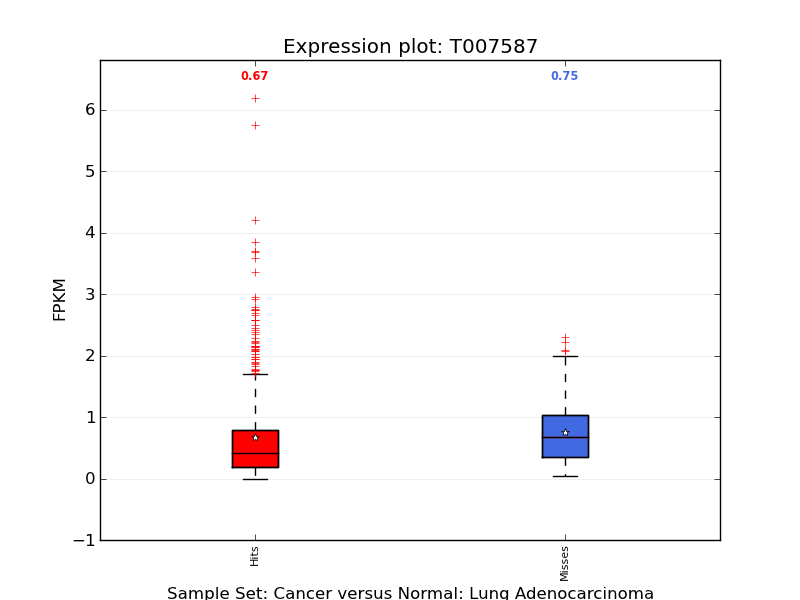 Expression plot: T007587
0.67
0.75
6
5
4
3
2
1
0
−1
FPKM
Hits
Misses
Sample Set: Cancer versus Normal: Lung Adenocarcinoma